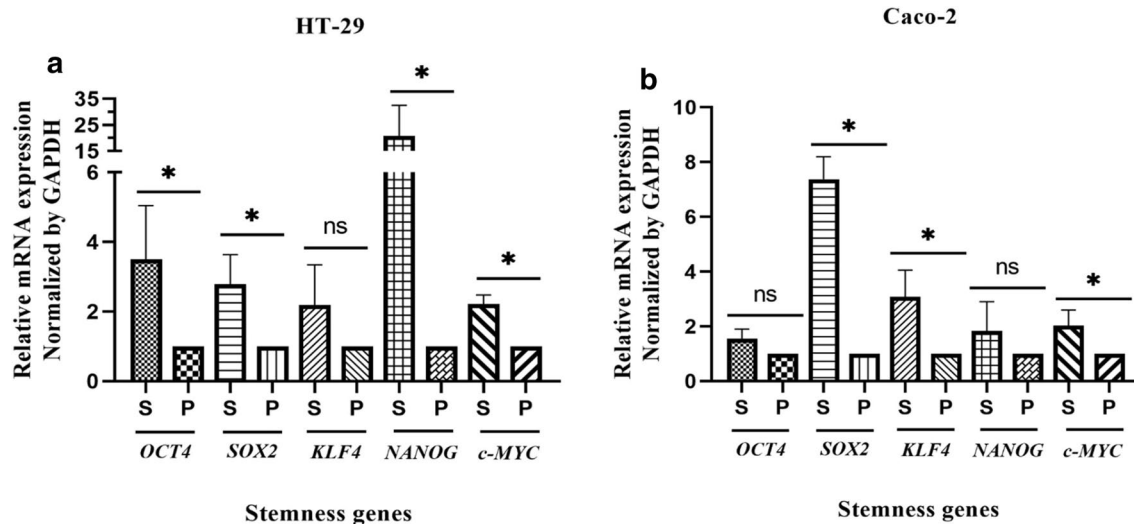 HT-29
a
Relative mRNA expression
Normalized by GAPDH
35
25
15
6
4
2
0
*
*
ns
*
*
S P S P S P S P S P
OCT4 SOX2 KLF4 NANOG c-MYC
Stemness genes
Caco-2
b
Relative mRNA expression
Normalized by GAPDH
10
8
6
4
2
0
ns
*
*
ns
*
S P S P S P S P S P
OCT4 SOX2 KLF4 NANOG c-MYC
Stemness genes